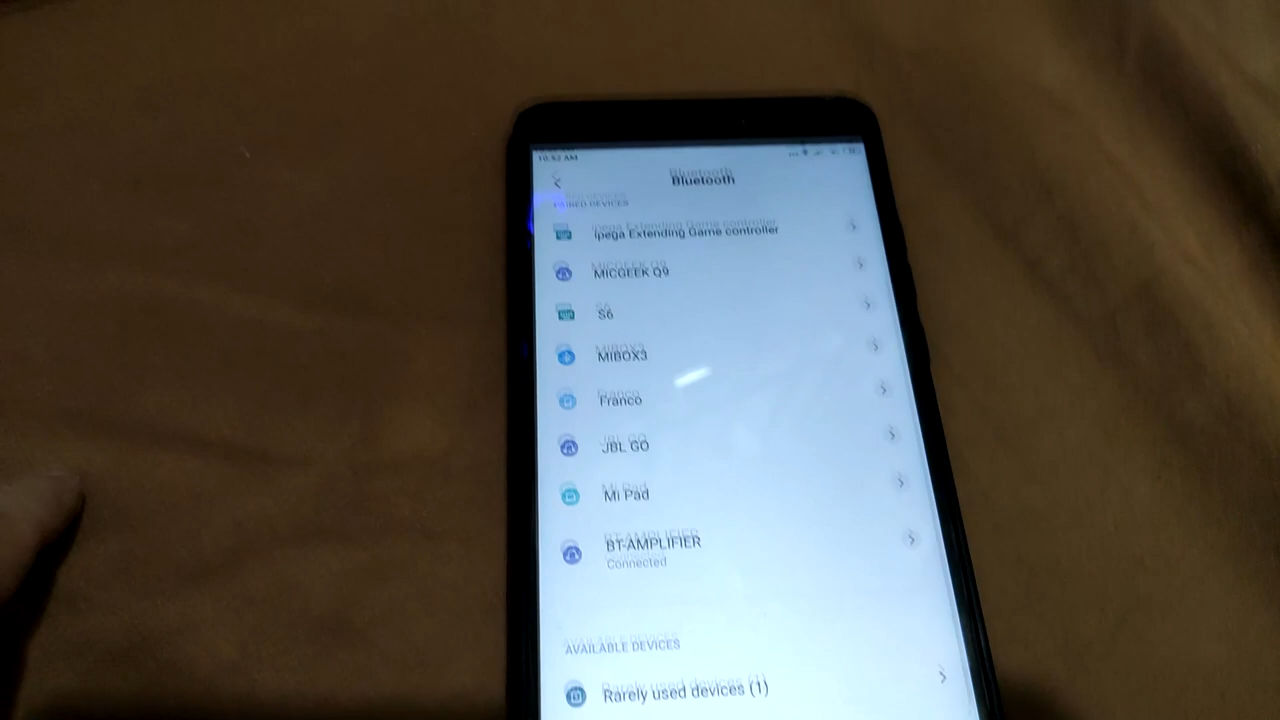 10:52 AM
Bluetooth
PAIRED DEVICES
ipega Extending Game controller
MICGEEK Q9
S6
MIBOX3
Franco
JBL GO
Mi Pad
BT-AMPLIFIER
Connected
AVAILABLE DEVICES
Rarely used devices (1)